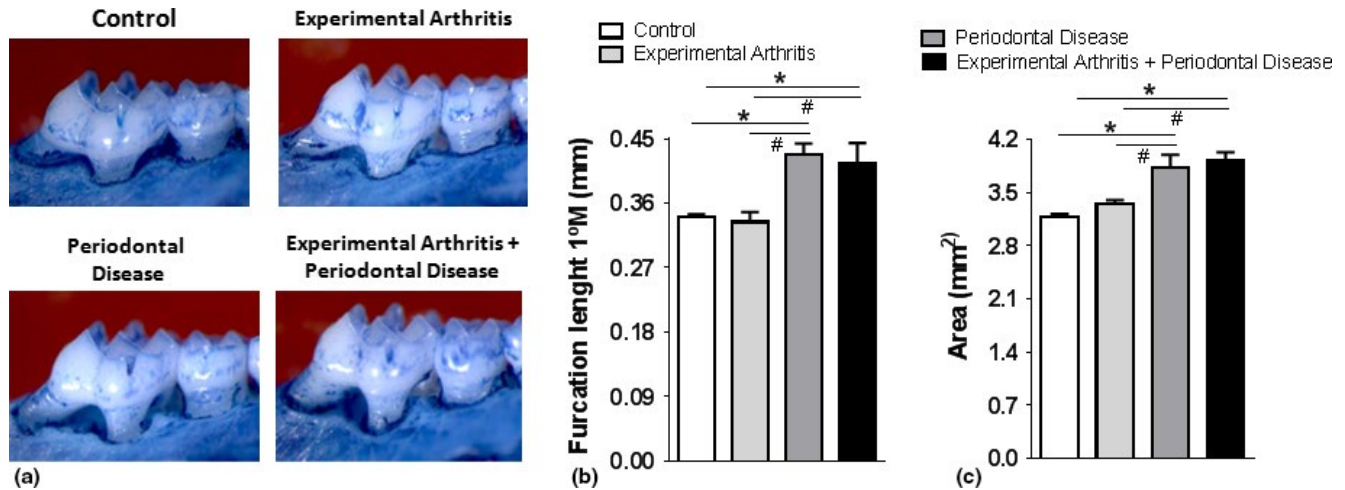 Control
Experimental Arthritis
Periodontal
Disease
Experimental Arthritis +
Periodontal Disease
(a)
Control
Experimental Arthritis
*
#
*
#
Furcation lenght 1ºM (mm)
0.45
0.36
0.27
0.18
0.09
0.00
(b)
Periodontal Disease
Experimental Arthritis + Periodontal Disease
*
#
*
#
Area (mm²)
4.2
3.5
2.8
2.1
1.4
0.7
0.0
(c)